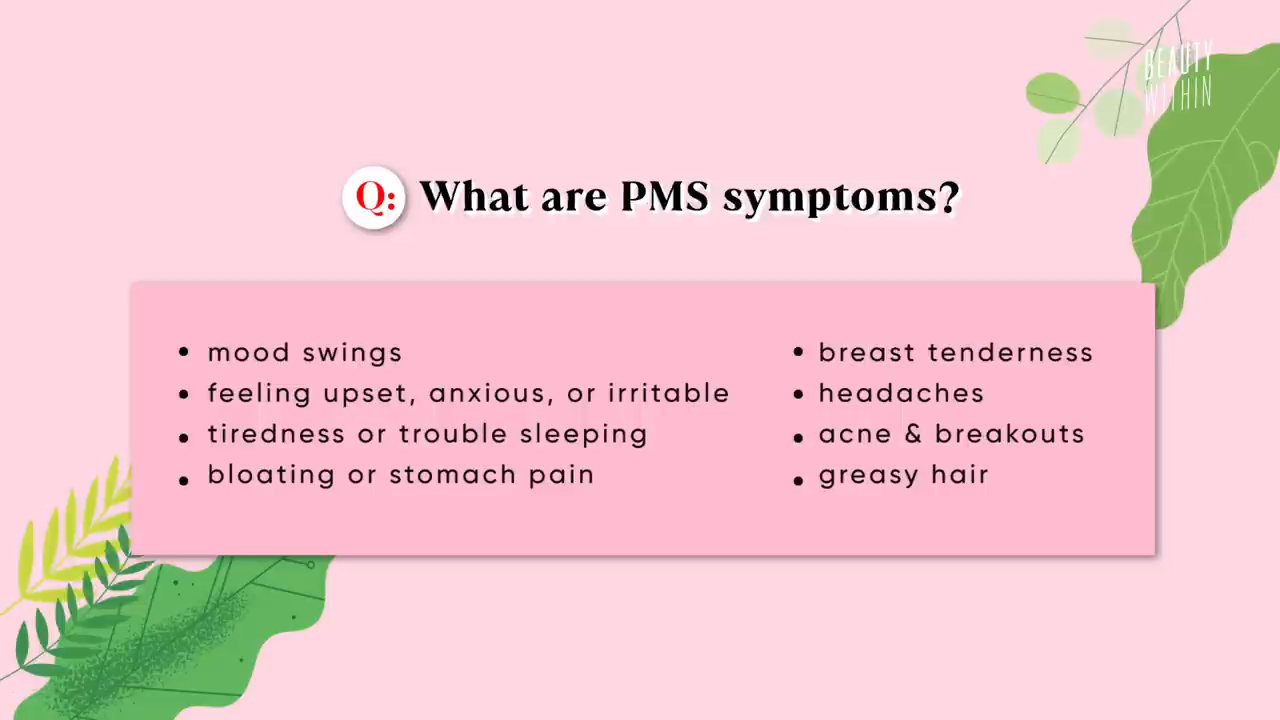 BEAUTY
WITHIN
Q: What are PMS symptoms?
• mood swings
• feeling upset, anxious, or irritable
• tiredness or trouble sleeping
• bloating or stomach pain
• breast tenderness
• headaches
• acne & breakouts
• greasy hair